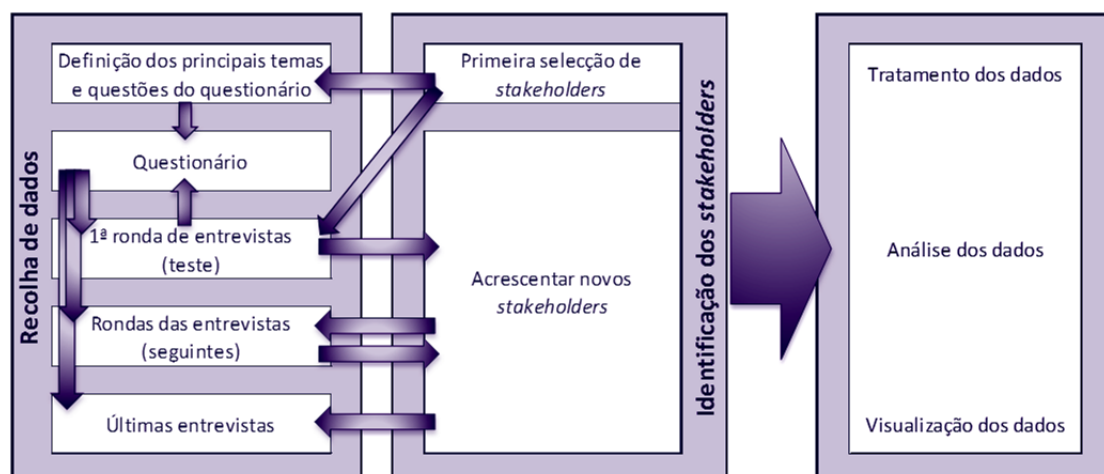 Recolha de dados
Definição dos principais temas
e questões do questionário
Questionário
1ª ronda de entrevistas
(teste)
Rondas das entrevistas
(seguintes)
Últimas entrevistas
Primeira selecção de
stakeholders
Acrescentar novos
stakeholders
Identificação dos stakeholders
Tratamento dos dados
Análise dos dados
Visualização dos dados